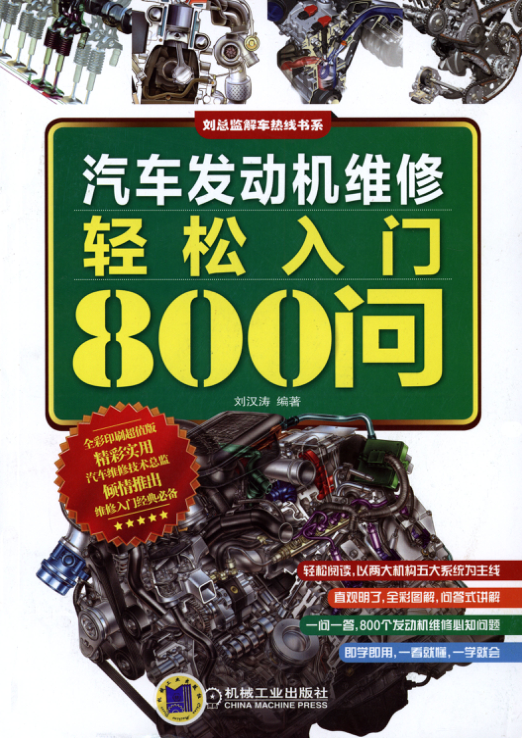 刘总监解车热线书系
汽车发动机维修
轻松入门
800问
刘汉涛 编著
全彩印刷超值版
精彩实用
汽车维修技术总监
倾情推出
维修入门经典必备
轻松阅读,以两大机构五大系统为主线
直观明了,全彩图解,问答式讲解
一问一答,800个发动机维修必知问题
即学即用,一看就懂,一学就会
机械工业出版社
CHINA MACHINE PRESS